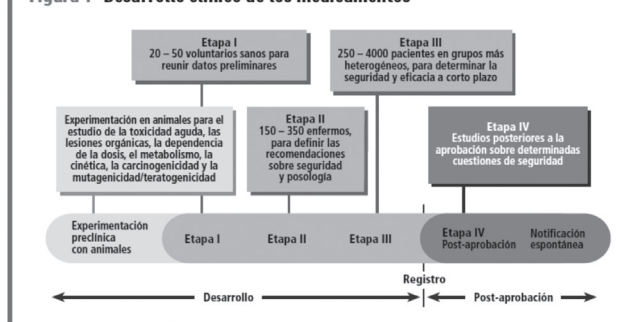 Figura 1 Desarrollo clínico de los medicamentos
Etapa I
20 – 50 voluntarios sanos para
reunir datos preliminares
Etapa III
250 – 4000 pacientes en grupos más
heterogéneos, para determinar la
seguridad y eficacia a corto plazo
Experimentación en animales para el
estudio de la toxicidad aguda, las
lesiones orgánicas, la dependencia
de la dosis, el metabolismo, la
cinética, la carcinogenicidad y la
mutagenicidad/teratogenicidad
Etapa II
150 – 350 enfermos,
para definir las
recomendaciones
sobre seguridad
y posología
Etapa IV
Estudios posteriores a la
aprobación sobre determinadas
cuestiones de seguridad
Experimentación
preclínica
con animales
Etapa I
Etapa II
Etapa III
Etapa IV
Post-aprobación
Notificación
espontánea
Registro
Desarrollo
Post-aprobación